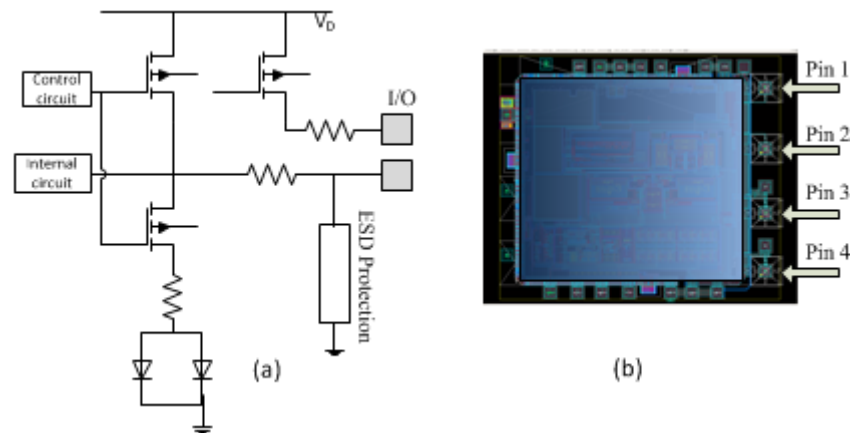 V_D
Control
circuit
I/O
Internal
circuit
ESD Protection
(a)
Pin 1
Pin 2
Pin 3
Pin 4
(b)